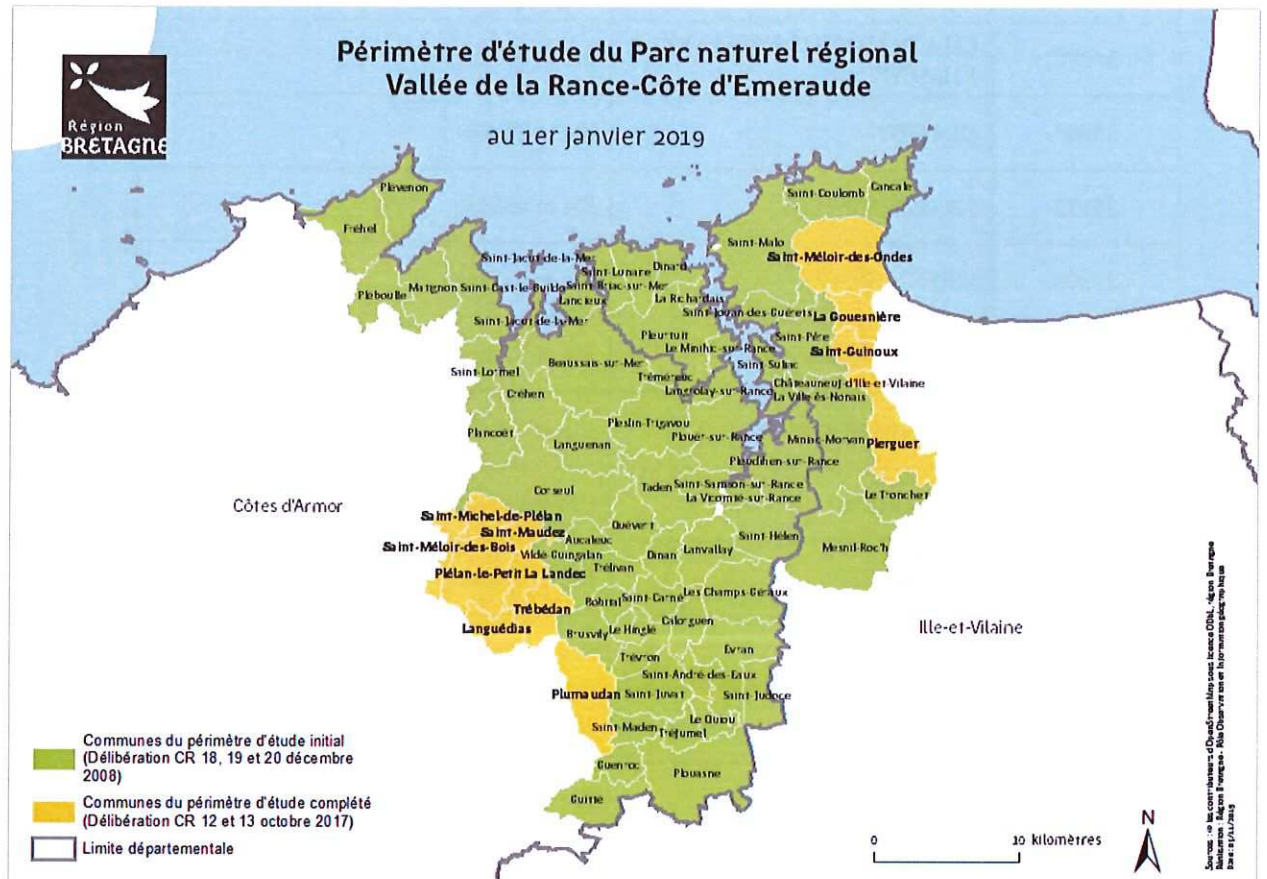 Périmètre d'étude du Parc naturel régional
Vallée de la Rance-Côte d'Emeraude
au 1er janvier 2019
Région
BRETAGNE
Plévenon
Fréhel
Saint-Coulomb
Cancale
Saint-Malo
Saint-Méloir-des-Ondes
Saint-Jacut-de-la-Mer
Saint-Lunaire
Dinard
Pléboulle
Matignon
Saint-Cast-le-Guildo
Saint-Briac-sur-Mer
Lancieux
La Richardais
Saint-Jouan-des-Guérets
La Gouesnière
Saint-Jacut-de-la-Mer
Pleurtuit
Saint-Père
Le Minihic-sur-Rance
Saint-Guinoux
Beaussais-sur-Mer
Saint-Suliac
Saint-Lormel
Tréméreuc
Châteauneuf-d'Ille-et-Vilaine
Créhen
Langrolay-sur-Rance
La Ville-ès-Nonais
Pleslin-Trigavou
Plancoët
Languenan
Plouër-sur-Rance
Miniac-Morvan
Plerguer
Pleudihen-sur-Rance
Corseul
Taden
Saint-Samson-sur-Rance
La Vicomté-sur-Rance
Le Tronchet
Côtes d'Armor
Saint-Michel-de-Plélan
Saint-Maudez
Quévert
Aucaleuc
Saint-Hélen
Saint-Méloir-des-Bois
Vildé-Guingalan
Dinan
Lanvallay
Mesnil-Roc'h
Trélivan
Plélan-le-Petit
La Landec
Bobital
Saint-Carné
Les Champs-Géraux
Trébédan
Calorguen
Languédias
Brusvily
Le Hinglé
Ille-et-Vilaine
Evran
Trévron
Saint-André-des-Eaux
Plumaudan
Saint-Juvat
Saint-Judoce
Le Quiou
Saint-Maden
Tréfumel
Guenroc
Plouasne
Guitté
Communes du périmètre d'étude initial
(Délibération CR 18, 19 et 20 décembre
2008)
Communes du périmètre d'étude complété
(Délibération CR 12 et 13 octobre 2017)
Limite départementale
0
10 kilomètres
N